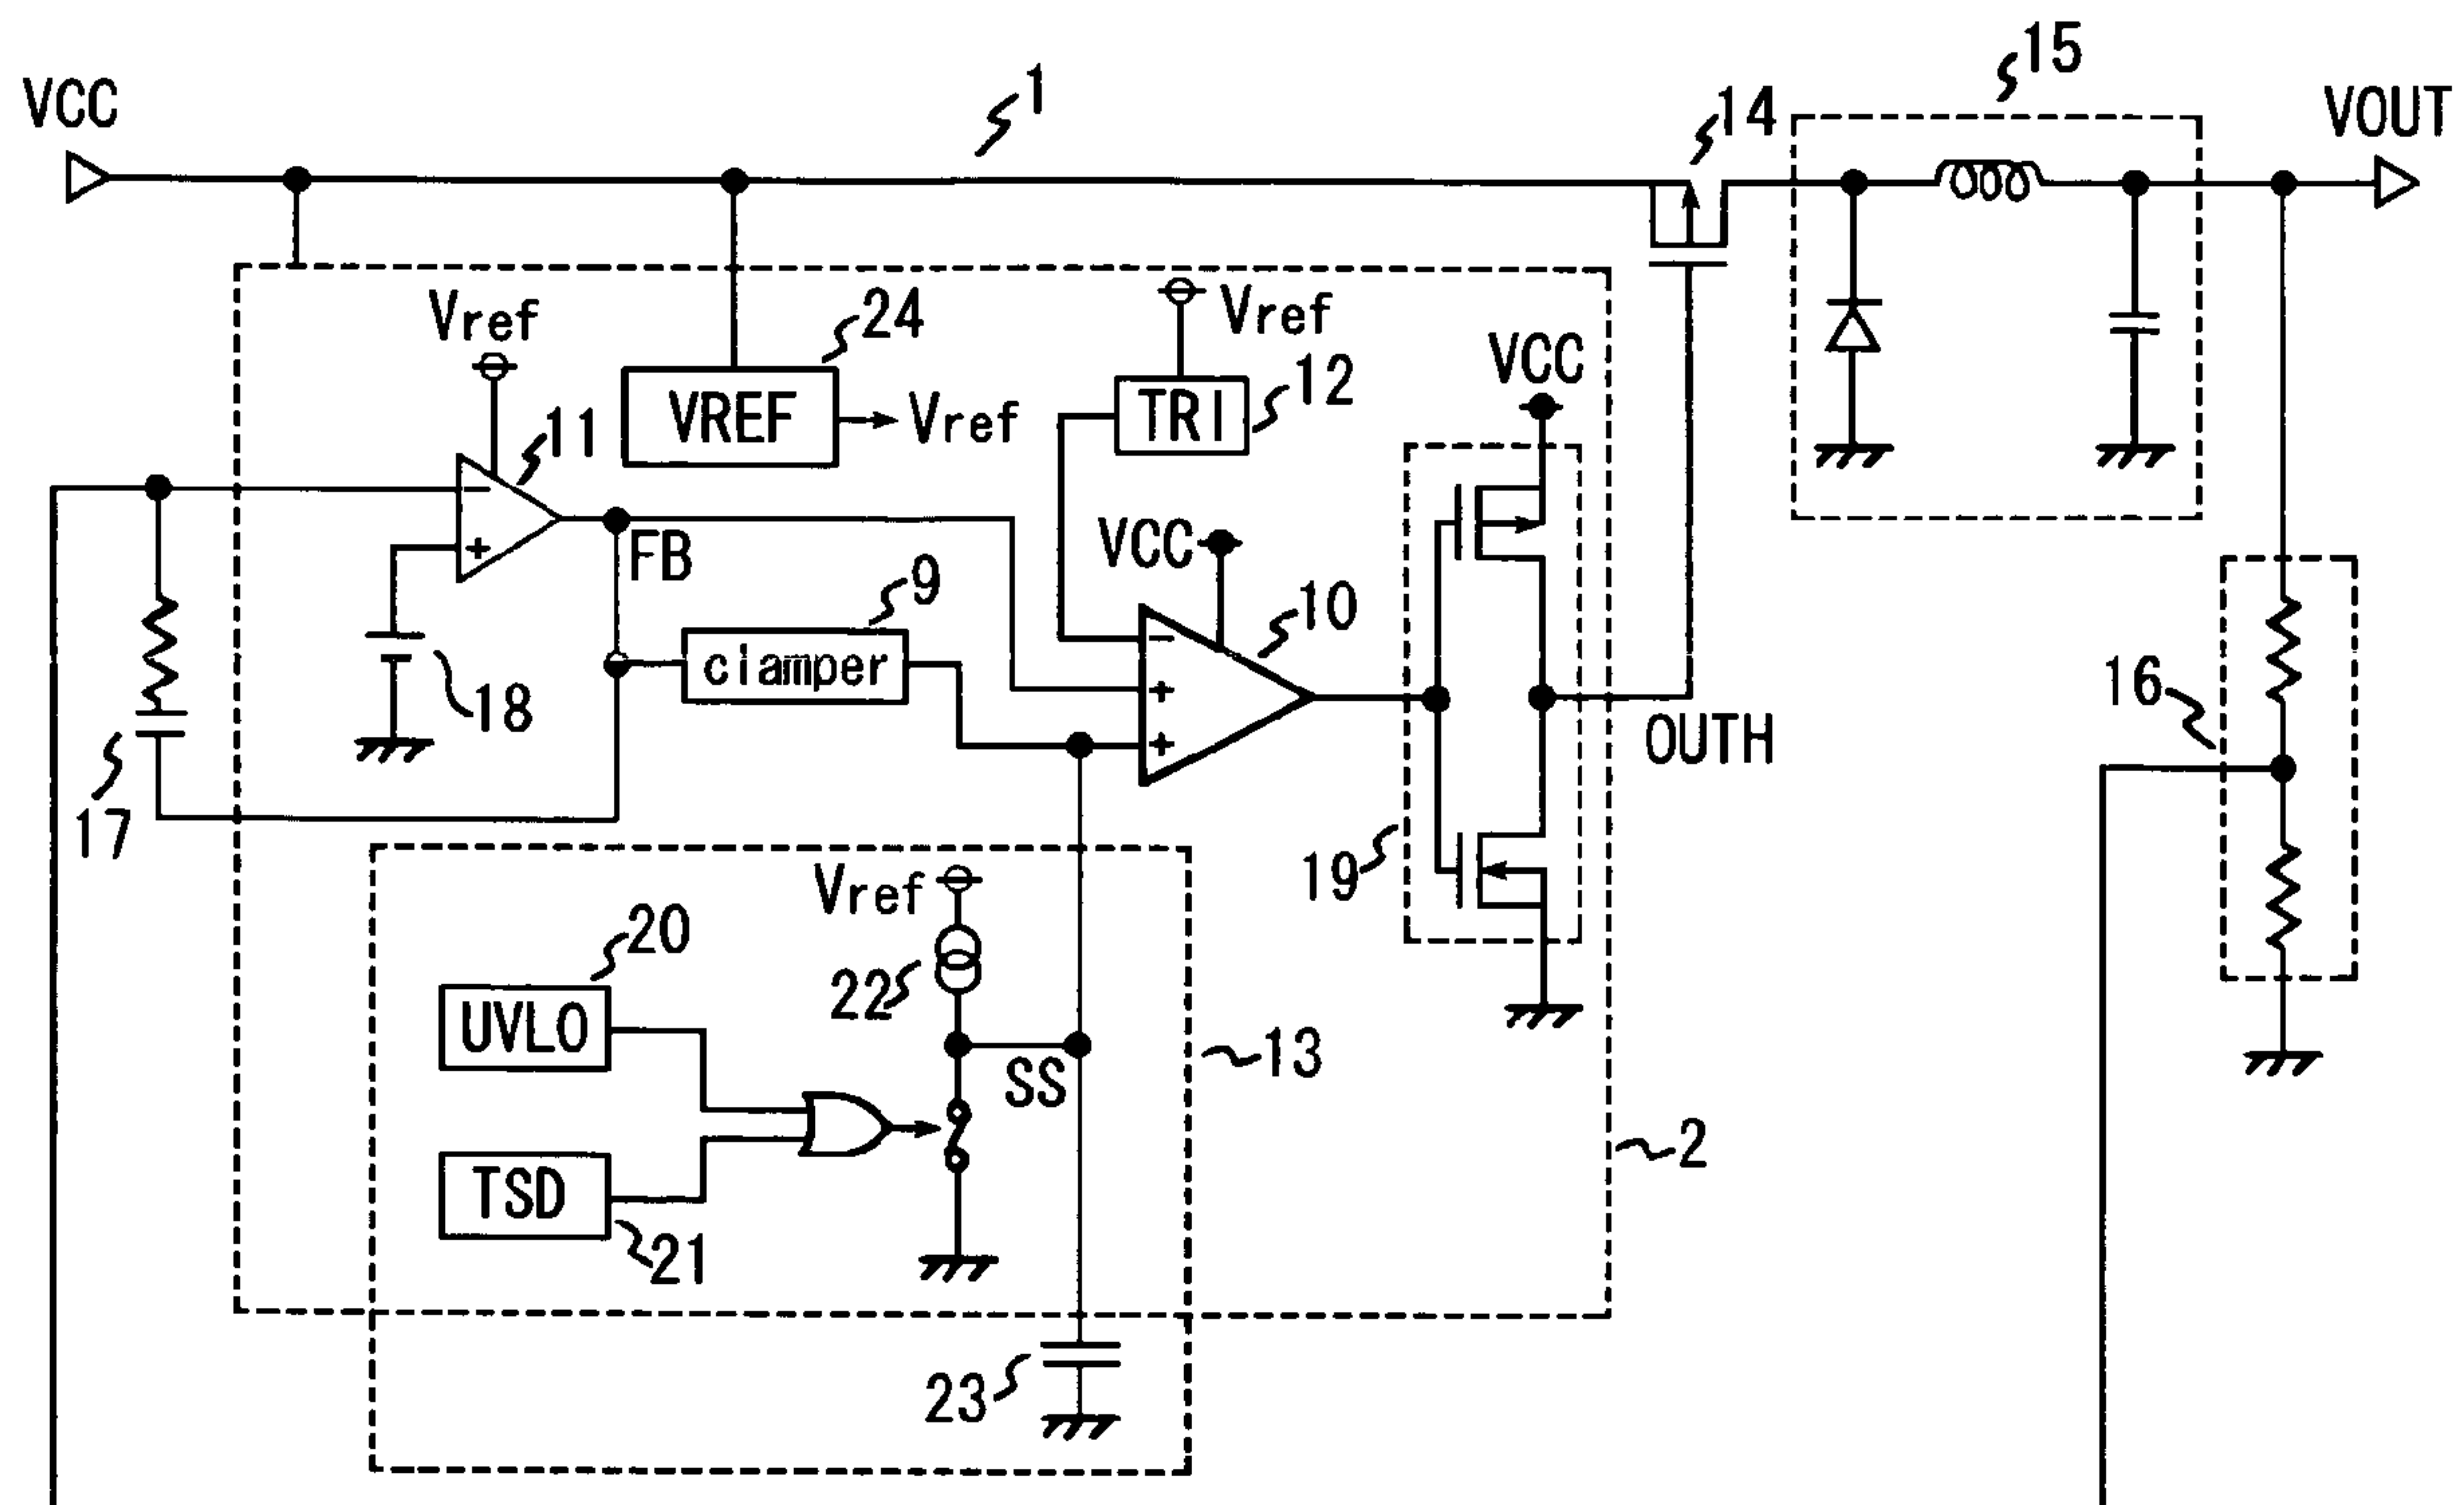 15
1
VCC
14
VOUT
Vref
24
Vref
VCC
12
11
VREF
Vref
TRI
−
+
FB
VCC
9
10
clamper
−
+
+
18
16
OUTH
17
19
Vref
20
22
UVLO
SS
13
2
TSD
21
23